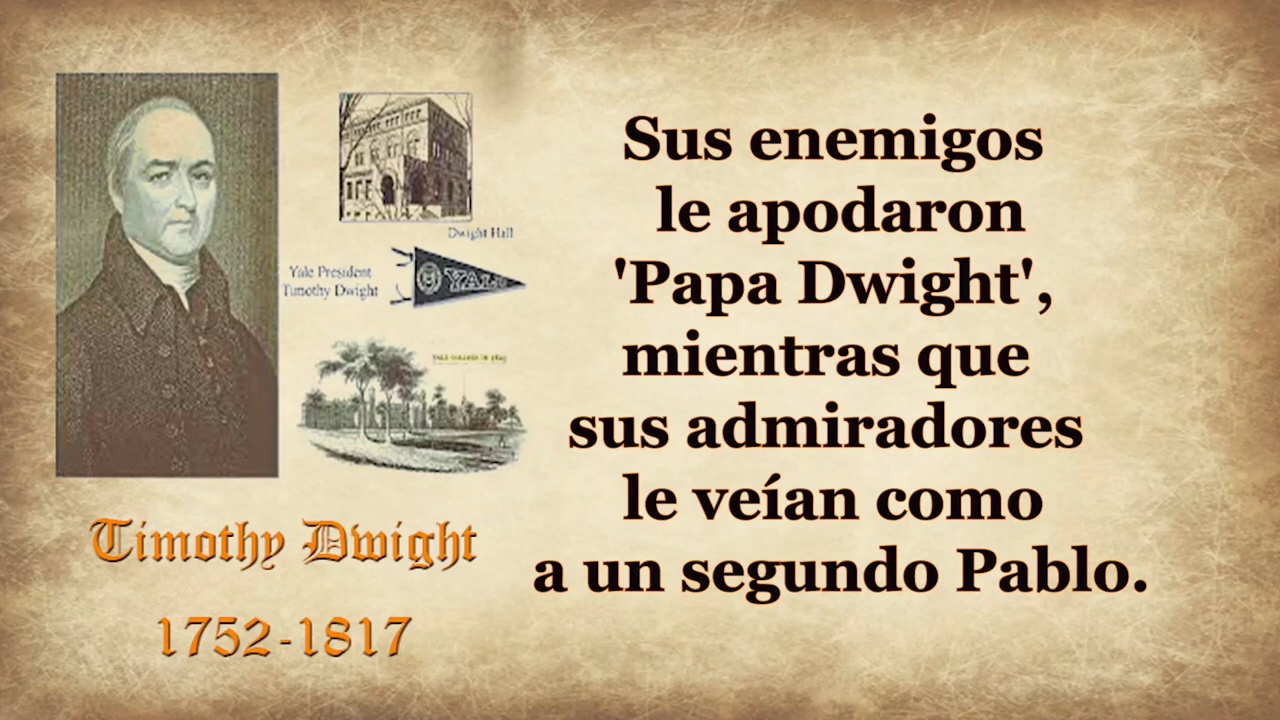 Sus enemigos
le apodaron
'Papa Dwight',
mientras que
sus admiradores
le veían como
a un segundo Pablo.
Dwight Hall
Yale President
Timothy Dwight
YALE
Timothy Dwight
1752-1817